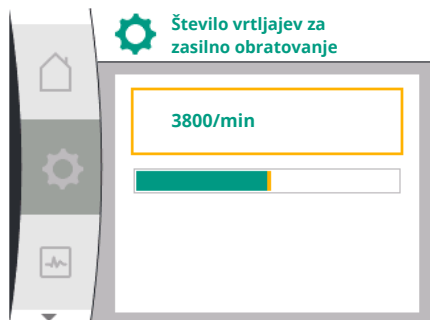 Število vrtljajev za
zasilno obratovanje
3800/min